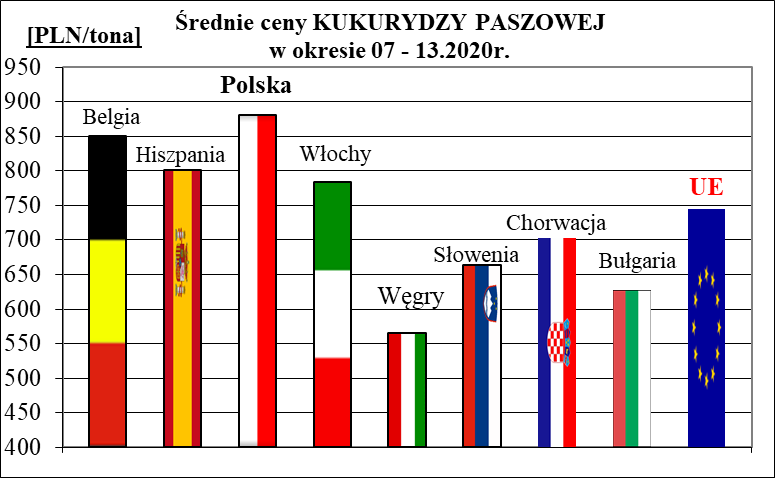 Średnie ceny KUKURYDZY PASZOWEJ
w okresie 07 - 13.2020r.
[PLN/tona]
950
900
850
800
750
700
650
600
550
500
450
400
Belgia
Hiszpania
Polska
Włochy
Węgry
Słowenia
Chorwacja
Bułgaria
UE